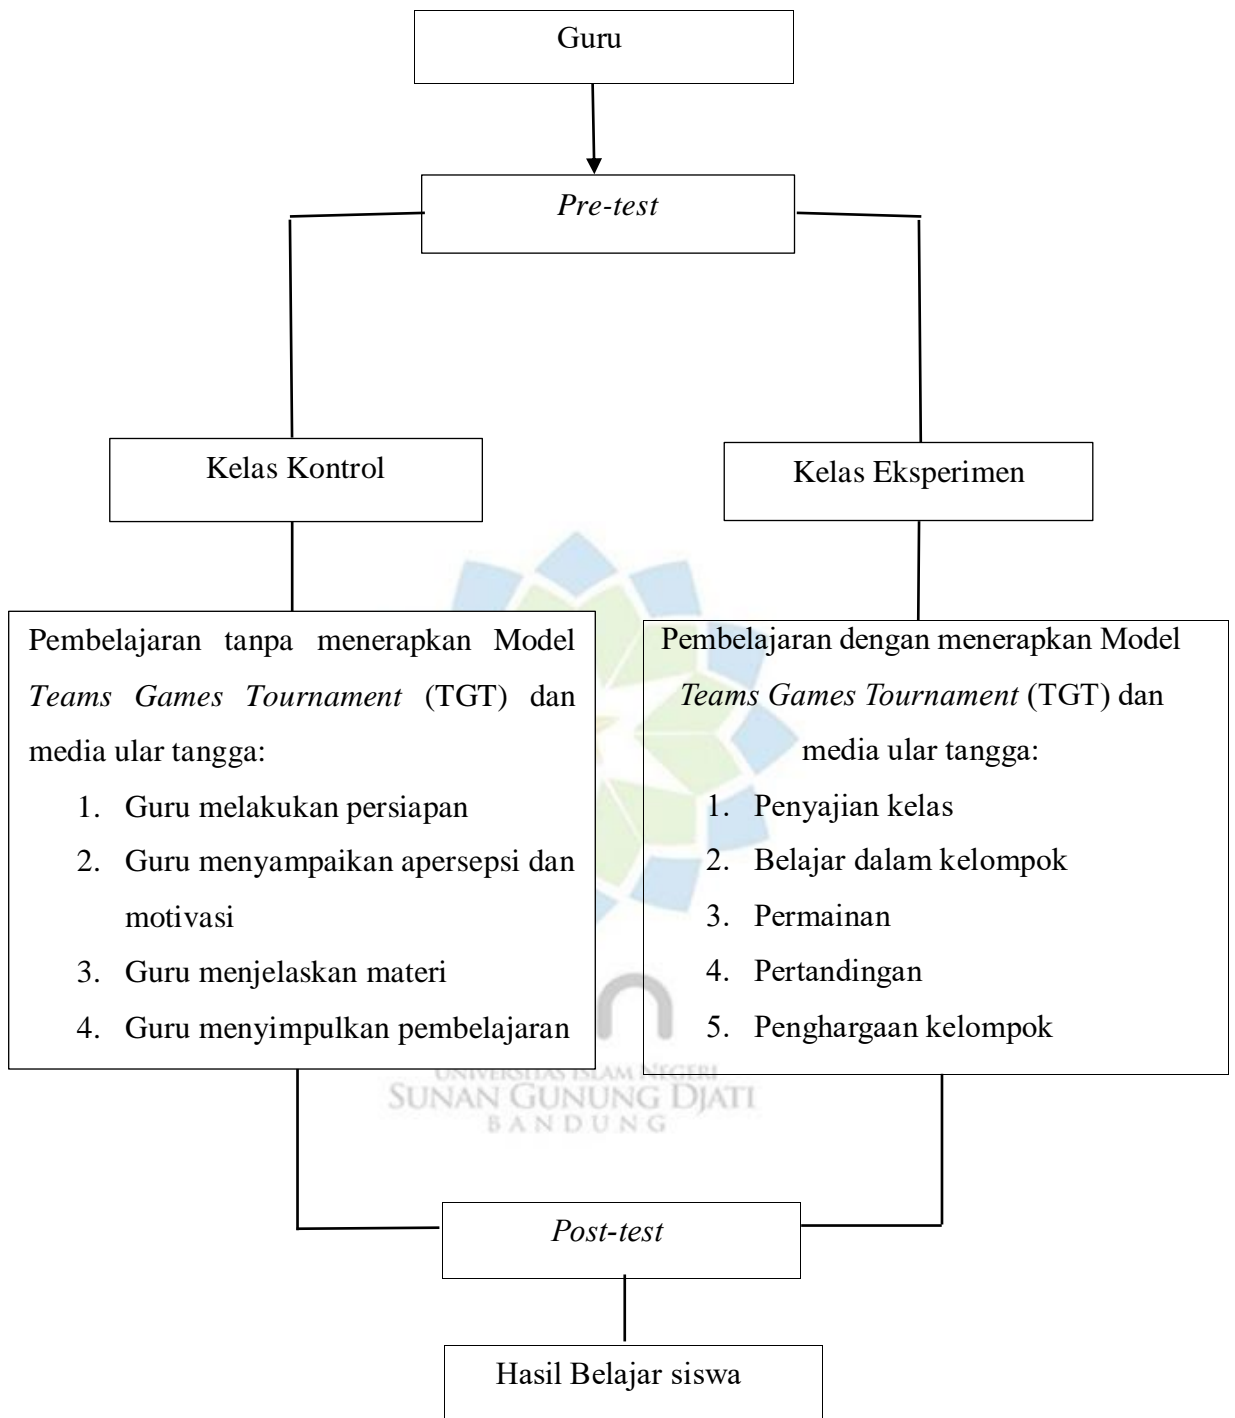 Guru
Pre-test
Kelas Kontrol
Kelas Eksperimen
Pembelajaran tanpa menerapkan Model
Teams Games Tournament (TGT) dan
media ular tangga:
1. Guru melakukan persiapan
2. Guru menyampaikan apersepsi dan
motivasi
3. Guru menjelaskan materi
4. Guru menyimpulkan pembelajaran
Pembelajaran dengan menerapkan Model
Teams Games Tournament (TGT) dan
media ular tangga:
1. Penyajian kelas
2. Belajar dalam kelompok
3. Permainan
4. Pertandingan
5. Penghargaan kelompok
UNIVERSITAS ISLAM NEGERI
SUNAN GUNUNG DJATI
BANDUNG
Post-test
Hasil Belajar siswa